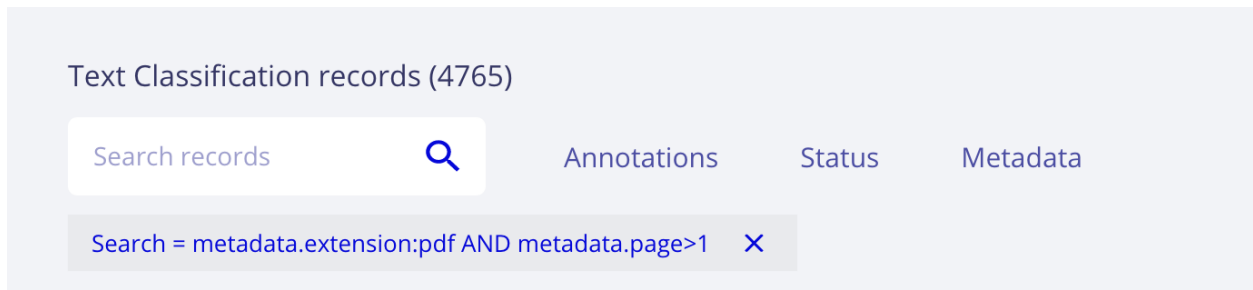 Text Classification records (4765)
Search records
Annotations Status Metadata
Search = metadata.extension:pdf AND metadata.page>1